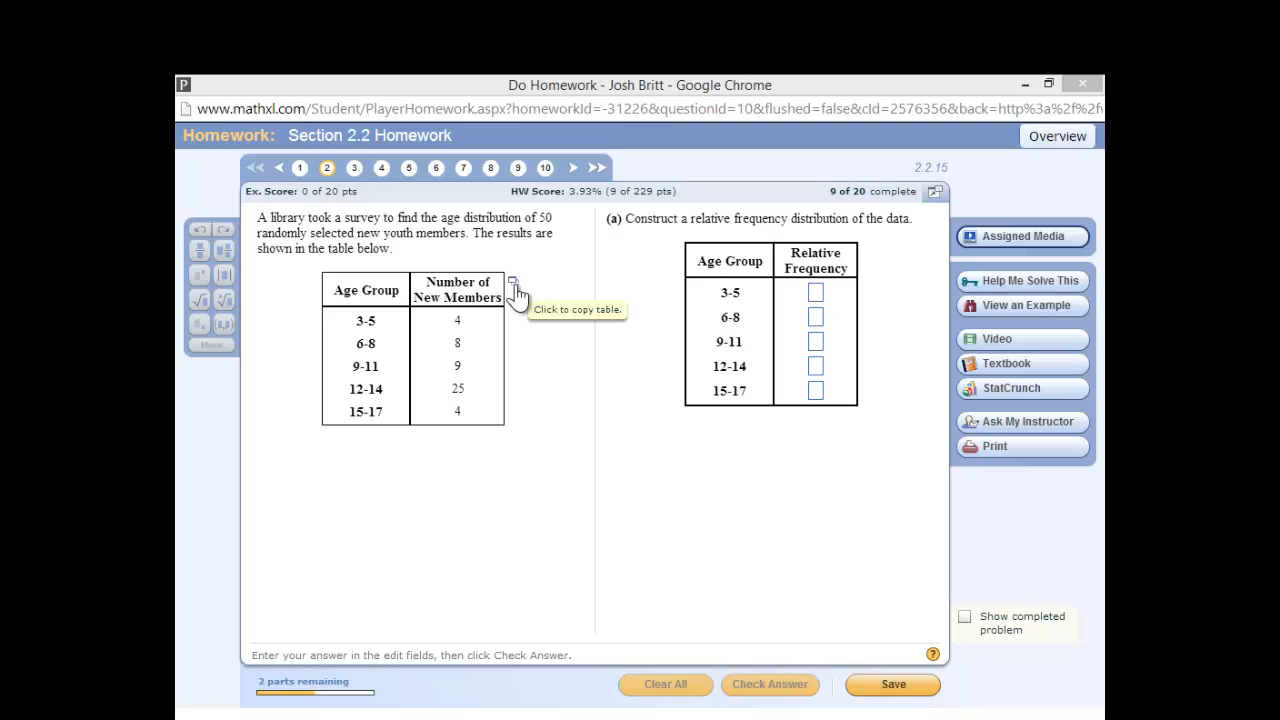 P
Do Homework - Josh Britt - Google Chrome
www.mathxl.com/Student/PlayerHomework.aspx?homeworkId=-31226&questionId=10&flushed=false&cId=2576356&back=http%3a%2f%2fv
Homework: Section 2.2 Homework
Overview
1 2 3 4 5 6 7 8 9 10
2.2.15
Ex. Score: 0 of 20 pts
HW Score: 3.93% (9 of 229 pts)
9 of 20 complete
A library took a survey to find the age distribution of 50
randomly selected new youth members. The results are
shown in the table below.
Age Group
Number of
New Members
3-5 4
6-8 8
9-11 9
12-14 25
15-17 4
Click to copy table.
(a) Construct a relative frequency distribution of the data.
Age Group
Relative
Frequency
3-5
6-8
9-11
12-14
15-17
More
Assigned Media
Help Me Solve This
View an Example
Video
Textbook
StatCrunch
Ask My Instructor
Print
Show completed
problem
Enter your answer in the edit fields, then click Check Answer.
?
2 parts remaining
Clear All
Check Answer
Save